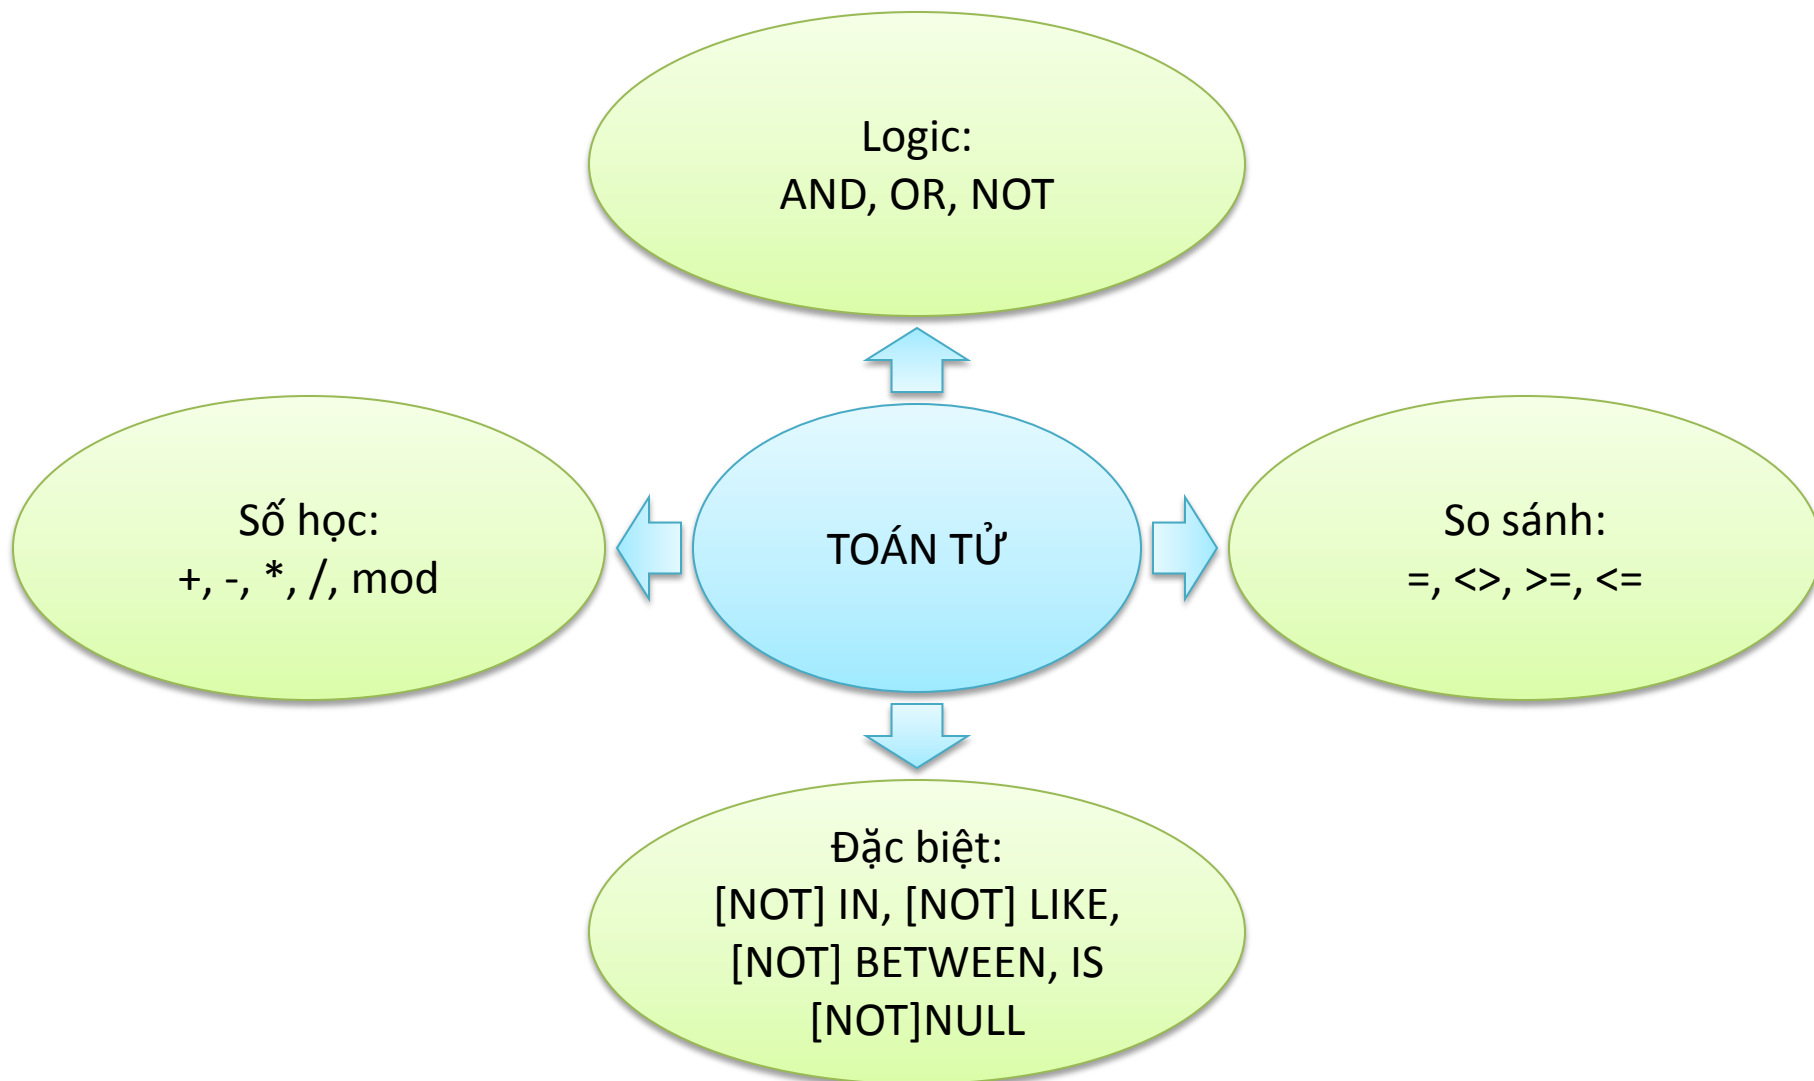 Logic:
AND, OR, NOT
Số học:
+, -, *, /, mod
TOÁN TỬ
So sánh:
=, <>, >=, <=
Đặc biệt:
[NOT] IN, [NOT] LIKE,
[NOT] BETWEEN, IS
[NOT]NULL